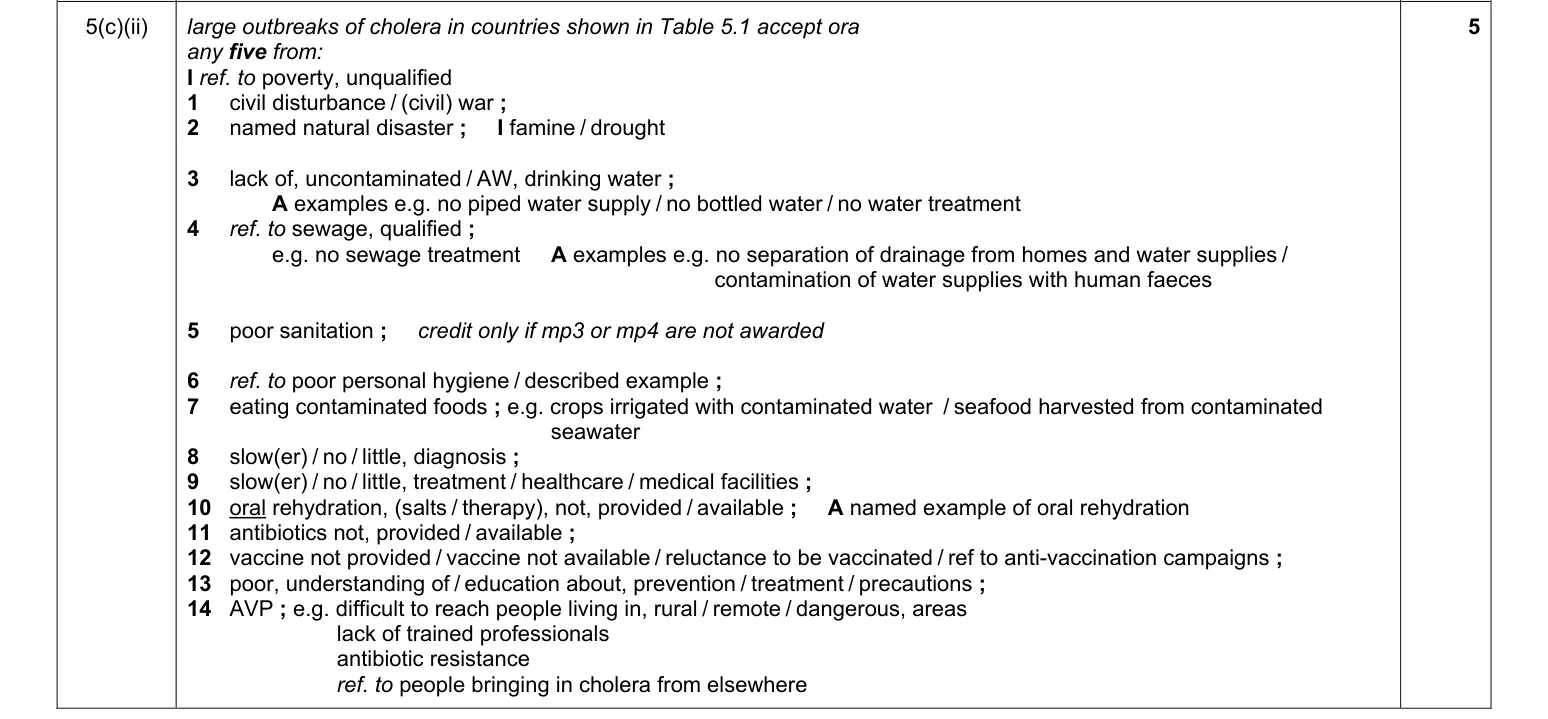 5(c)(ii) large outbreaks of cholera in countries shown in Table 5.1 accept ora 5
any five from:
I ref. to poverty, unqualified
1 civil disturbance / (civil) war ;
2 named natural disaster ; I famine / drought
3 lack of, uncontaminated / AW, drinking water ;
A examples e.g. no piped water supply / no bottled water / no water treatment
4 ref. to sewage, qualified ;
e.g. no sewage treatment A examples e.g. no separation of drainage from homes and water supplies /
contamination of water supplies with human faeces
5 poor sanitation ; credit only if mp3 or mp4 are not awarded
6 ref. to poor personal hygiene / described example ;
7 eating contaminated foods ; e.g. crops irrigated with contaminated water / seafood harvested from contaminated
seawater
8 slow(er) / no / little, diagnosis ;
9 slow(er) / no / little, treatment / healthcare / medical facilities ;
10 oral rehydration, (salts / therapy), not, provided / available ; A named example of oral rehydration
11 antibiotics not, provided / available ;
12 vaccine not provided / vaccine not available / reluctance to be vaccinated / ref to anti-vaccination campaigns ;
13 poor, understanding of / education about, prevention / treatment / precautions ;
14 AVP ; e.g. difficult to reach people living in, rural / remote / dangerous, areas
lack of trained professionals
antibiotic resistance
ref. to people bringing in cholera from elsewhere